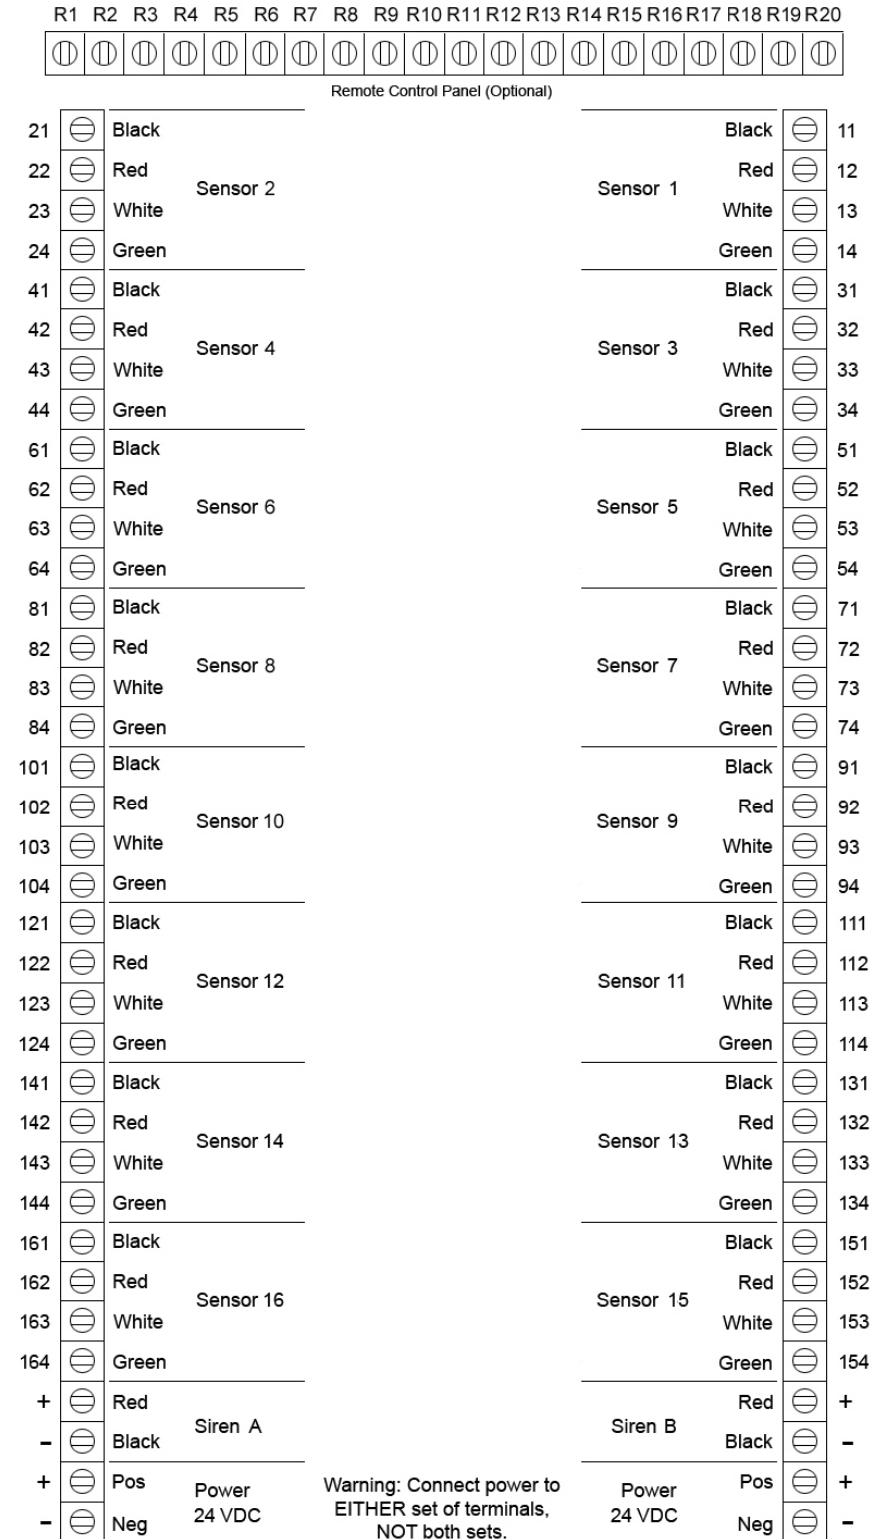 R1 R2 R3 R4 R5 R6 R7 R8 R9 R10 R11 R12 R13 R14 R15 R16 R17 R18 R19 R20
Remote Control Panel (Optional)
21 Black Black 11
22 Red Red 12
Sensor 2 Sensor 1
23 White White 13
24 Green Green 14
41 Black Black 31
42 Red Red 32
Sensor 4 Sensor 3
43 White White 33
44 Green Green 34
61 Black Black 51
62 Red Red 52
Sensor 6 Sensor 5
63 White White 53
64 Green Green 54
81 Black Black 71
82 Red Red 72
Sensor 8 Sensor 7
83 White White 73
84 Green Green 74
101 Black Black 91
102 Red Red 92
Sensor 10 Sensor 9
103 White White 93
104 Green Green 94
121 Black Black 111
122 Red Red 112
Sensor 12 Sensor 11
123 White White 113
124 Green Green 114
141 Black Black 131
142 Red Red 132
Sensor 14 Sensor 13
143 White White 133
144 Green Green 134
161 Black Black 151
162 Red Red 152
Sensor 16 Sensor 15
163 White White 153
164 Green Green 154
+ Red Red +
Siren A Siren B
- Black Black -
+ Pos Pos +
Power Warning: Connect power to Power
24 VDC EITHER set of terminals, 24 VDC
- Neg Neg -
NOT both sets.